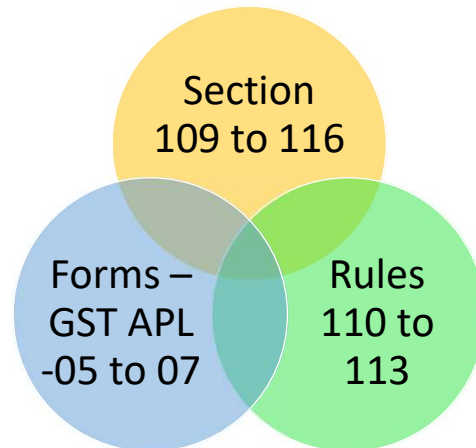 Section
109 to 116
Forms –
GST APL
-05 to 07
Rules
110 to
113